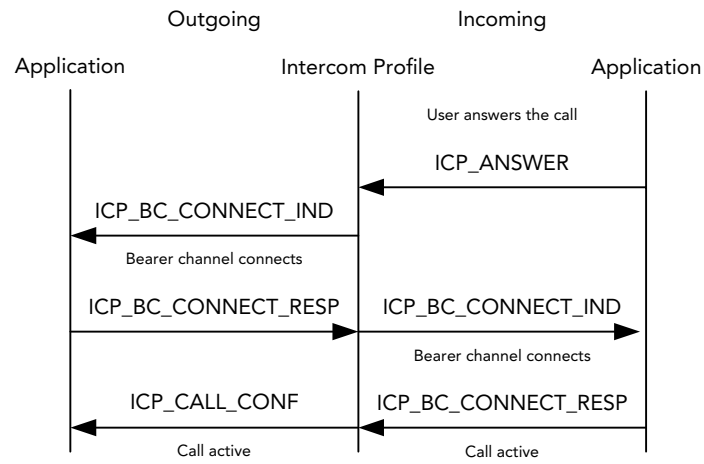 Outgoing Incoming
Application Intercom Profile Application
User answers the call
ICP_ANSWER
ICP_BC_CONNECT_IND
Bearer channel connects
ICP_BC_CONNECT_RESP ICP_BC_CONNECT_IND
Bearer channel connects
ICP_CALL_CONF ICP_BC_CONNECT_RESP
Call active Call active